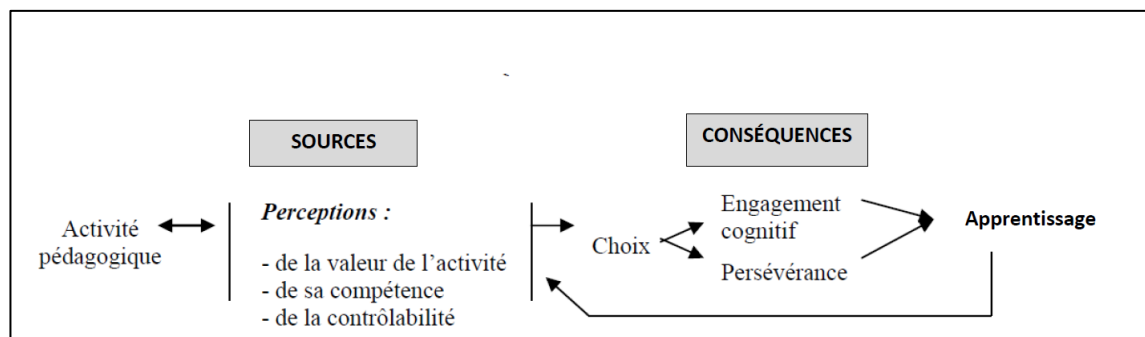 SOURCES
CONSÉQUENCES
Activité
pédagogique
Perceptions :
- de la valeur de l’activité
- de sa compétence
- de la contrôlabilité
Choix
Engagement
cognitif
Persévérance
Apprentissage